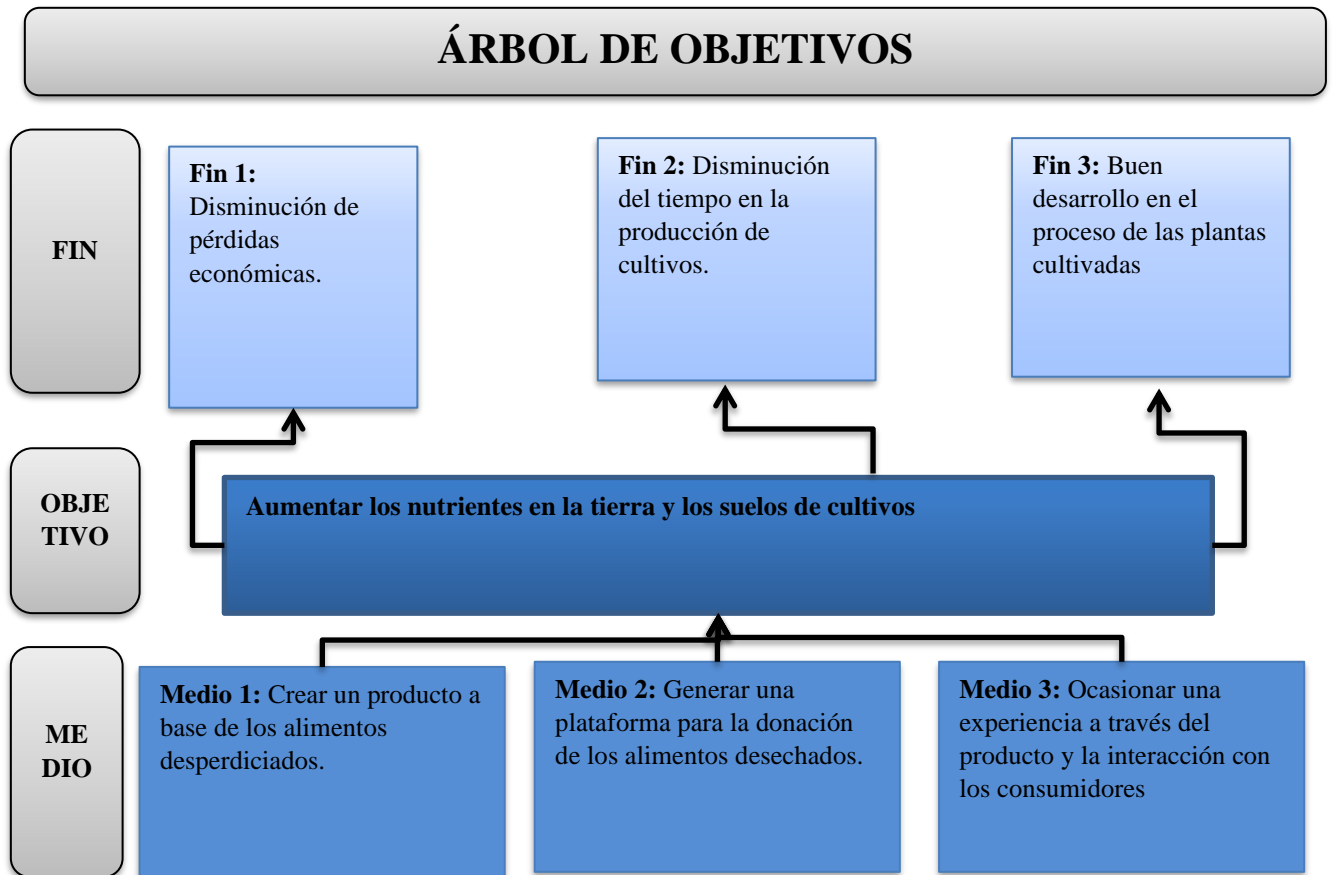 ÁRBOL DE OBJETIVOS
FIN
Fin 1:
Disminución de
pérdidas
económicas.
Fin 2: Disminución
del tiempo en la
producción de
cultivos.
Fin 3: Buen
desarrollo en el
proceso de las plantas
cultivadas
OBJE
TIVO
Aumentar los nutrientes en la tierra y los suelos de cultivos
ME
DIO
Medio 1: Crear un producto a
base de los alimentos
desperdiciados.
Medio 2: Generar una
plataforma para la donación
de los alimentos desechados.
Medio 3: Ocasionar una
experiencia a través del
producto y la interacción con
los consumidores